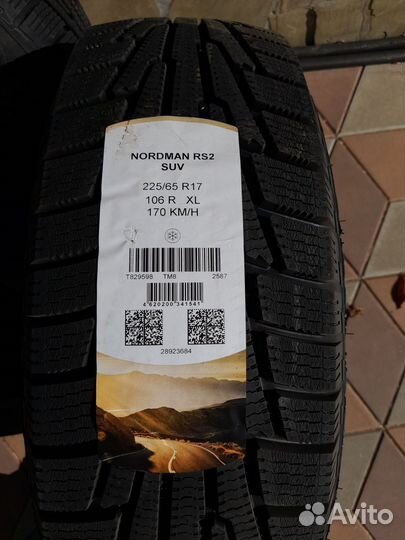 NORDMAN RS2
SUV
225/65 R17
106 R XL
170 KM/H
T829598 TM8 2587
4 620200 341541
28923684
Avito